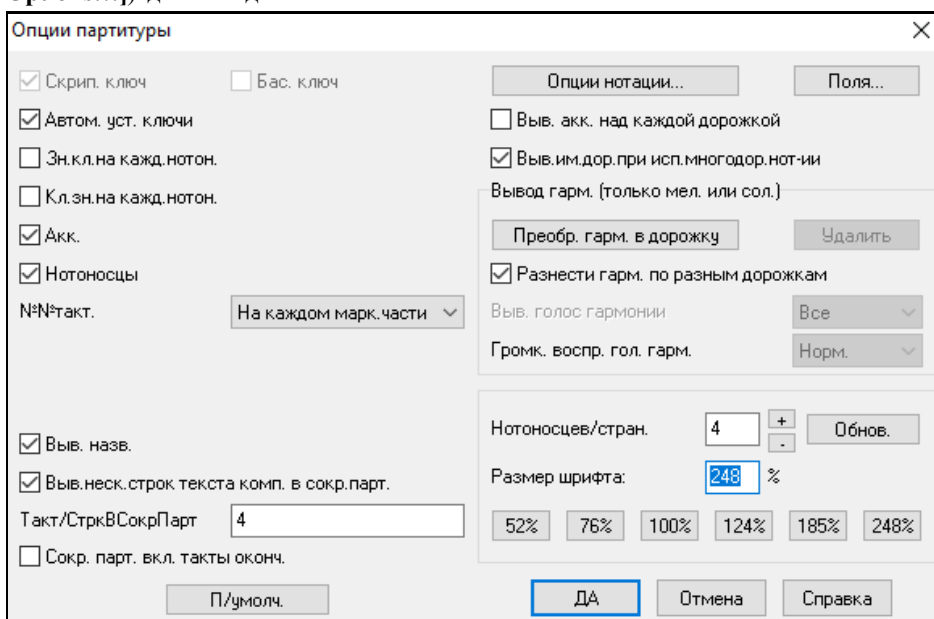 Опции партитуры
Скрип. ключ
Бас. ключ
Автом. уст. ключи
Зн.кл.на кажд.нотон.
Кл.зн.на кажд.нотон.
Акк.
Нотоносцы
№№такт.
На каждом марк.части
Выв. назв.
Выв.неск.строк текста комп. в сокр.парт.
Такт/СтркВСокрПарт
4
Сокр. парт. вкл. такты оконч.
П/умолч.
Опции нотации...
Поля...
Выв. акк. над каждой дорожкой
Выв.им.дор.при исп.многодор.нот-ии
Вывод гарм. (только мел. или сол.)
Преобр. гарм. в дорожку
Удалить
Разнести гарм. по разным дорожкам
Выв. голос гармонии
Все
Громк. воспр. гол. гарм.
Норм.
Нотоносцев/стран.
4
+
-
Обнов.
Размер шрифта:
248 %
52% 76% 100% 124% 185% 248%
ДА
Отмена
Справка